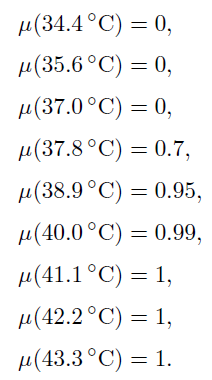 μ(34.4 °C) = 0,
μ(35.6 °C) = 0,
μ(37.0 °C) = 0,
μ(37.8 °C) = 0.7,
μ(38.9 °C) = 0.95,
μ(40.0 °C) = 0.99,
μ(41.1 °C) = 1,
μ(42.2 °C) = 1,
μ(43.3 °C) = 1.